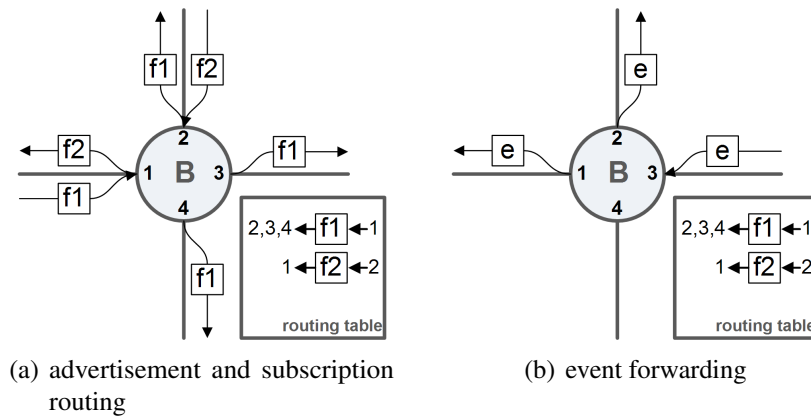 f1 f2
f2
f1
f1
2
1 B 3
4
f1
2,3,4 f1 1
1 f2 2
routing table
(a) advertisement and subscription
routing
e
e
e
2
1 B 3
4
2,3,4 f1 1
1 f2 2
routing table
(b) event forwarding